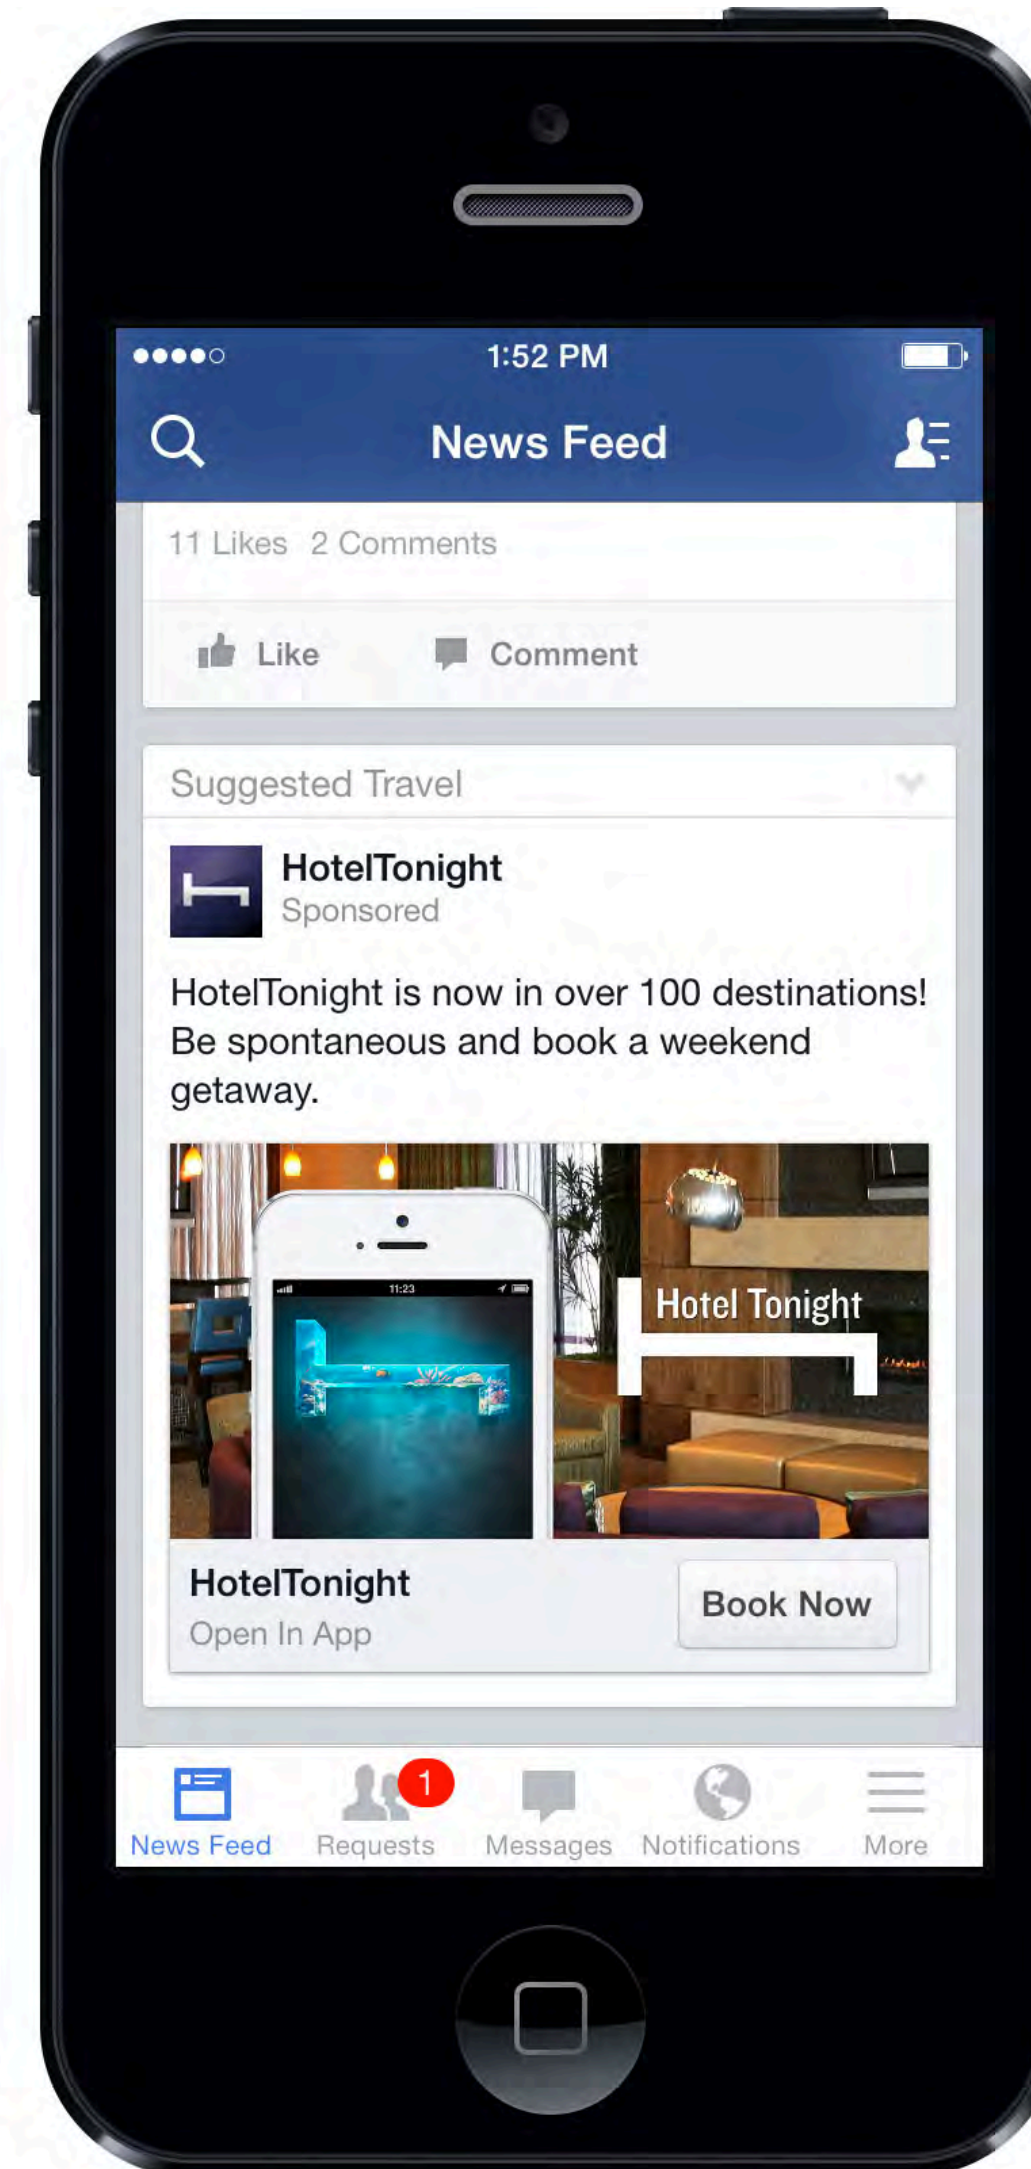 1:52 PM
News Feed
11 Likes 2 Comments
Like Comment
Suggested Travel
HotelTonight
Sponsored
HotelTonight is now in over 100 destinations!
Be spontaneous and book a weekend
getaway.
11:23
Hotel Tonight
HotelTonight
Open In App
Book Now
1
News Feed Requests Messages Notifications More